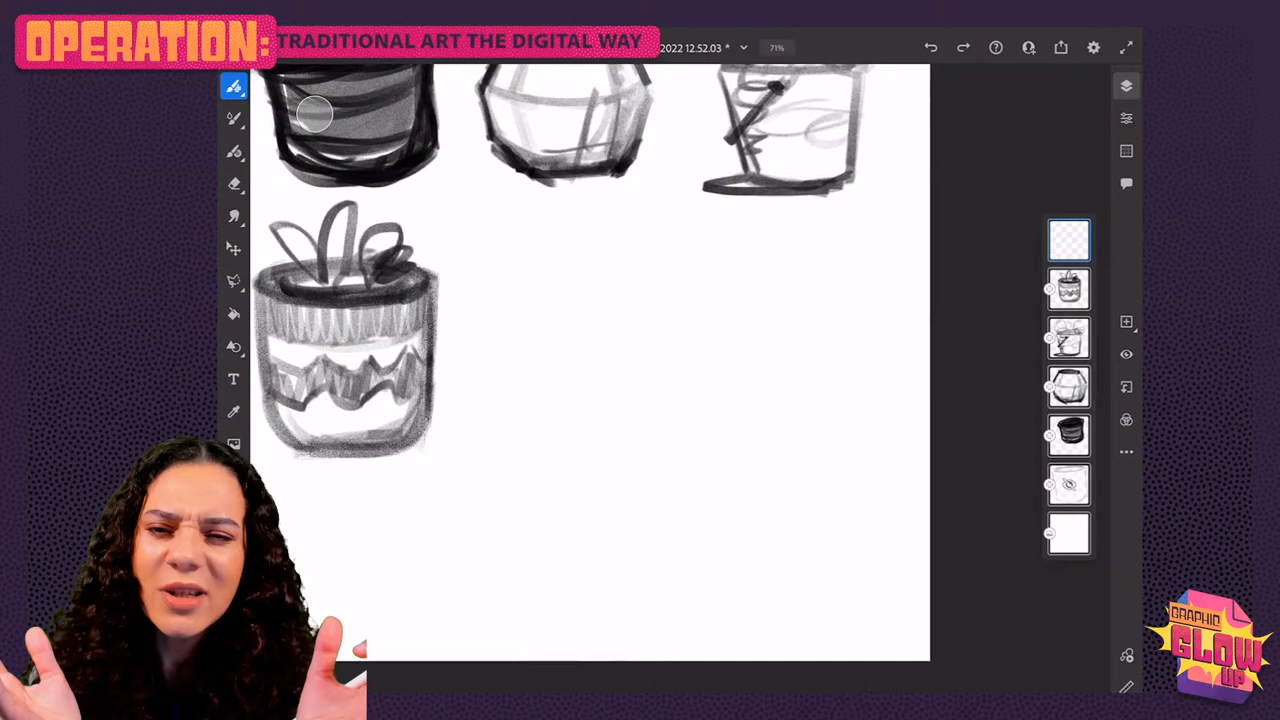 OPERATION:
TRADITIONAL ART THE DIGITAL WAY
2022 12.52.03 *
71%
T
GRAPHIC
GLOW
UP